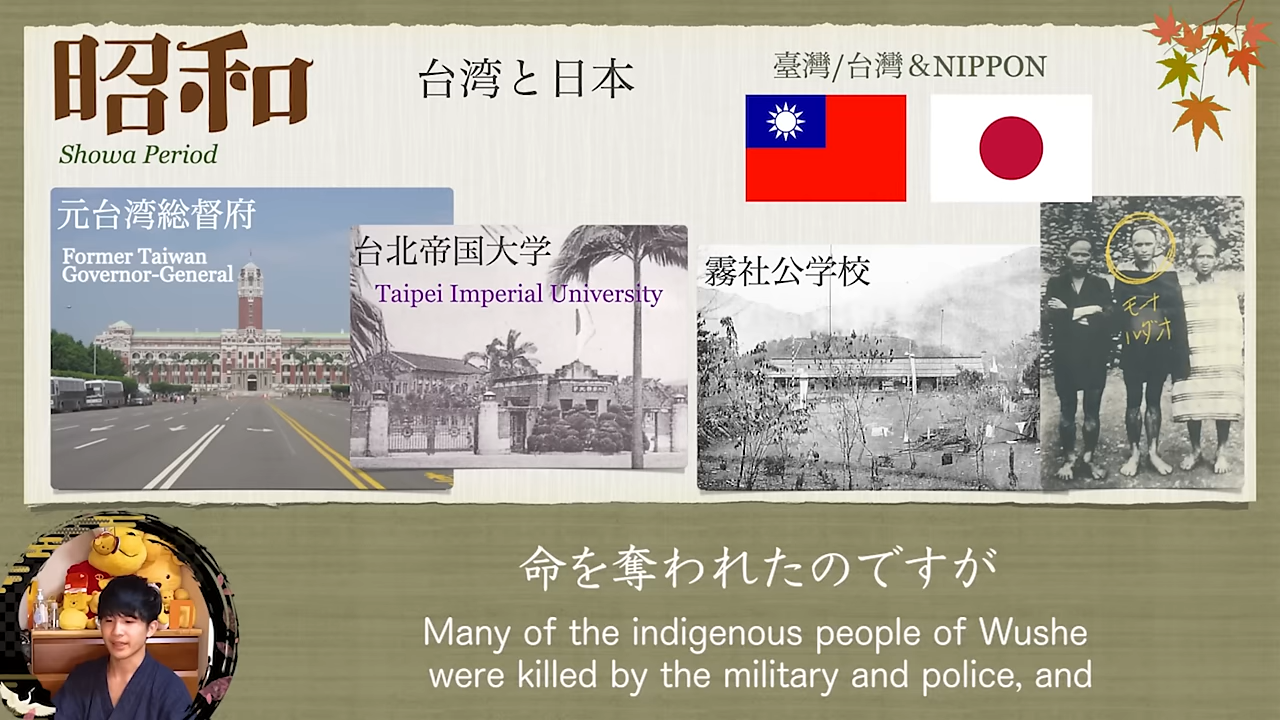 昭和
Showa Period
台湾と日本
臺灣/台灣&NIPPON
元台湾総督府
Former Taiwan
Governor-General
台北帝国大学
Taipei Imperial University
霧社公学校
モーナ
ルダオ
命を奪われたのですが
Many of the indigenous people of Wushe
were killed by the military and police, and